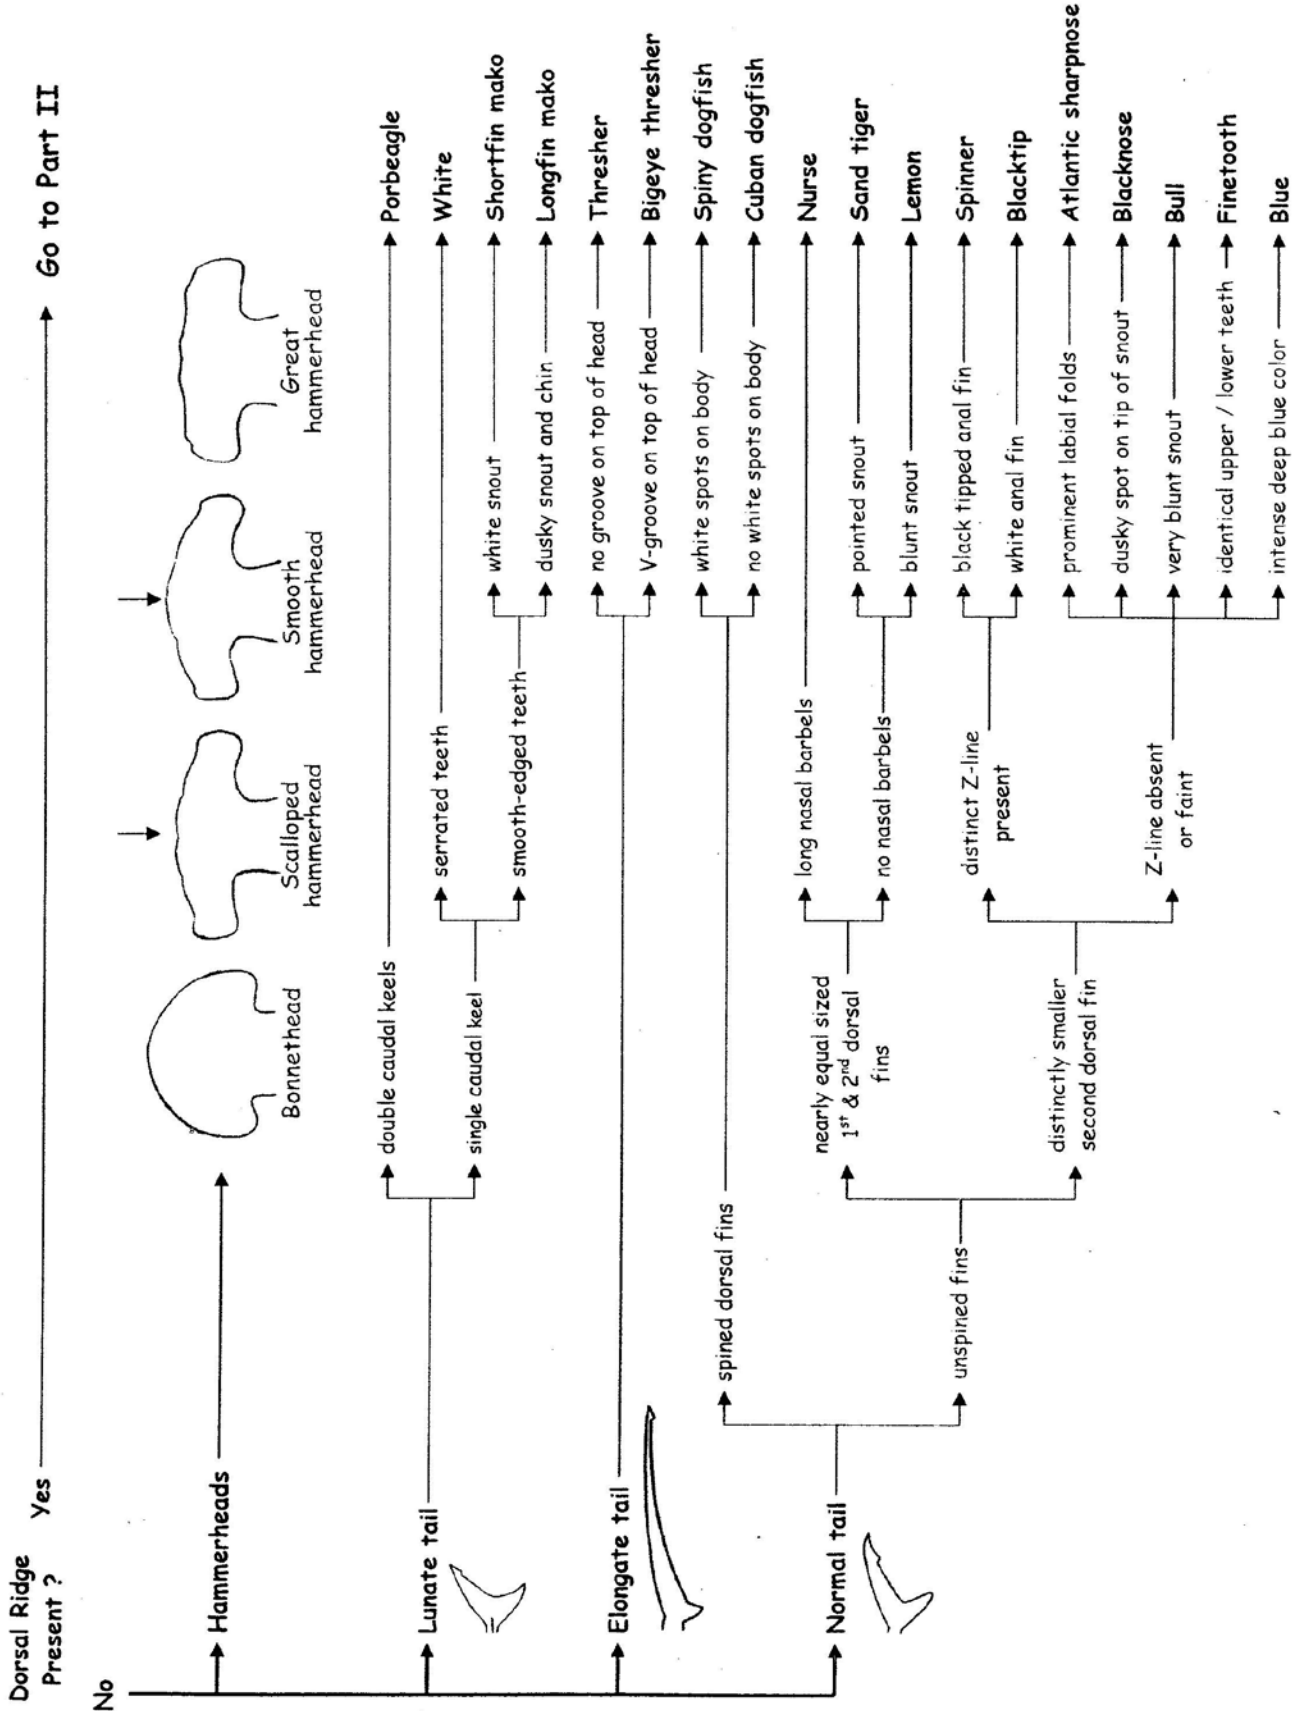 Dorsal Ridge
Present ?
Yes
Go to Part II
No
Hammerheads
Bonnethead
Scalloped
hammerhead
Smooth
hammerhead
Great
hammerhead
Lunate tail
double caudal keels
Porbeagle
single caudal keel
serrated teeth
White
smooth-edged teeth
white snout
Shortfin mako
dusky snout and chin
Longfin mako
Elongate tail
no groove on top of head
Thresher
V-groove on top of head
Bigeye thresher
Normal tail
spined dorsal fins
white spots on body
Spiny dogfish
no white spots on body
Cuban dogfish
unspined fins
nearly equal sized
1st & 2nd dorsal
fins
long nasal barbels
Nurse
no nasal barbels
pointed snout
Sand tiger
blunt snout
Lemon
distinctly smaller
second dorsal fin
distinct Z-line
present
black tipped anal fin
Spinner
white anal fin
Blacktip
Z-line absent
or faint
prominent labial folds
Atlantic sharpnose
dusky spot on tip of snout
Blacknose
very blunt snout
Bull
identical upper / lower teeth
Finetooth
intense deep blue color
Blue